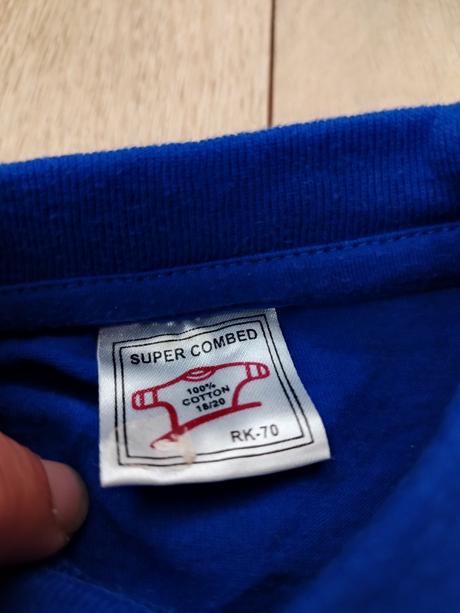 SUPER COMBED
100%
COTTON
18/20
RK-70